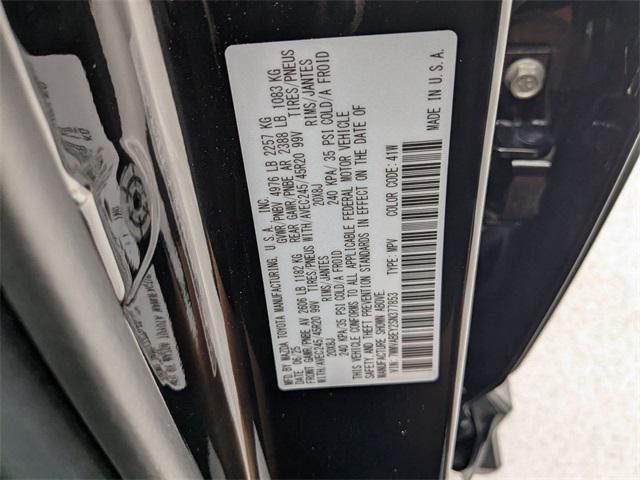 MFD.BY MAZDA TOYOTA MANUFACTURING, U.S.A., INC.
DATE: 06/25 GVWR/PNBV 4976 LB 2257 KG
FRONT GAWR/PNBE AV 2606 LB 1182 KG REAR GAWR/PNBE AR 2388 LB 1083 KG
WITH/AVEC245/45R20 99V TIRES/PNEUS WITH/AVEC245/45R20 99V TIRES/PNEUS
20X8J RIMS/JANTES 20X8J RIMS/JANTES
240 KPA/35 PSI COLD/A FROID 240 KPA/ 35 PSI COLD/A FROID
THIS VEHICLE CONFORMS TO ALL APPLICABLE FEDERAL MOTOR VEHICLE
SAFETY AND THEFT PREVENTION STANDARDS IN EFFECT ON THE DATE OF
MANUFACTURE SHOWN ABOVE.
TYPE: MPV COLOR CODE: 41W
MADE IN U.S.A.